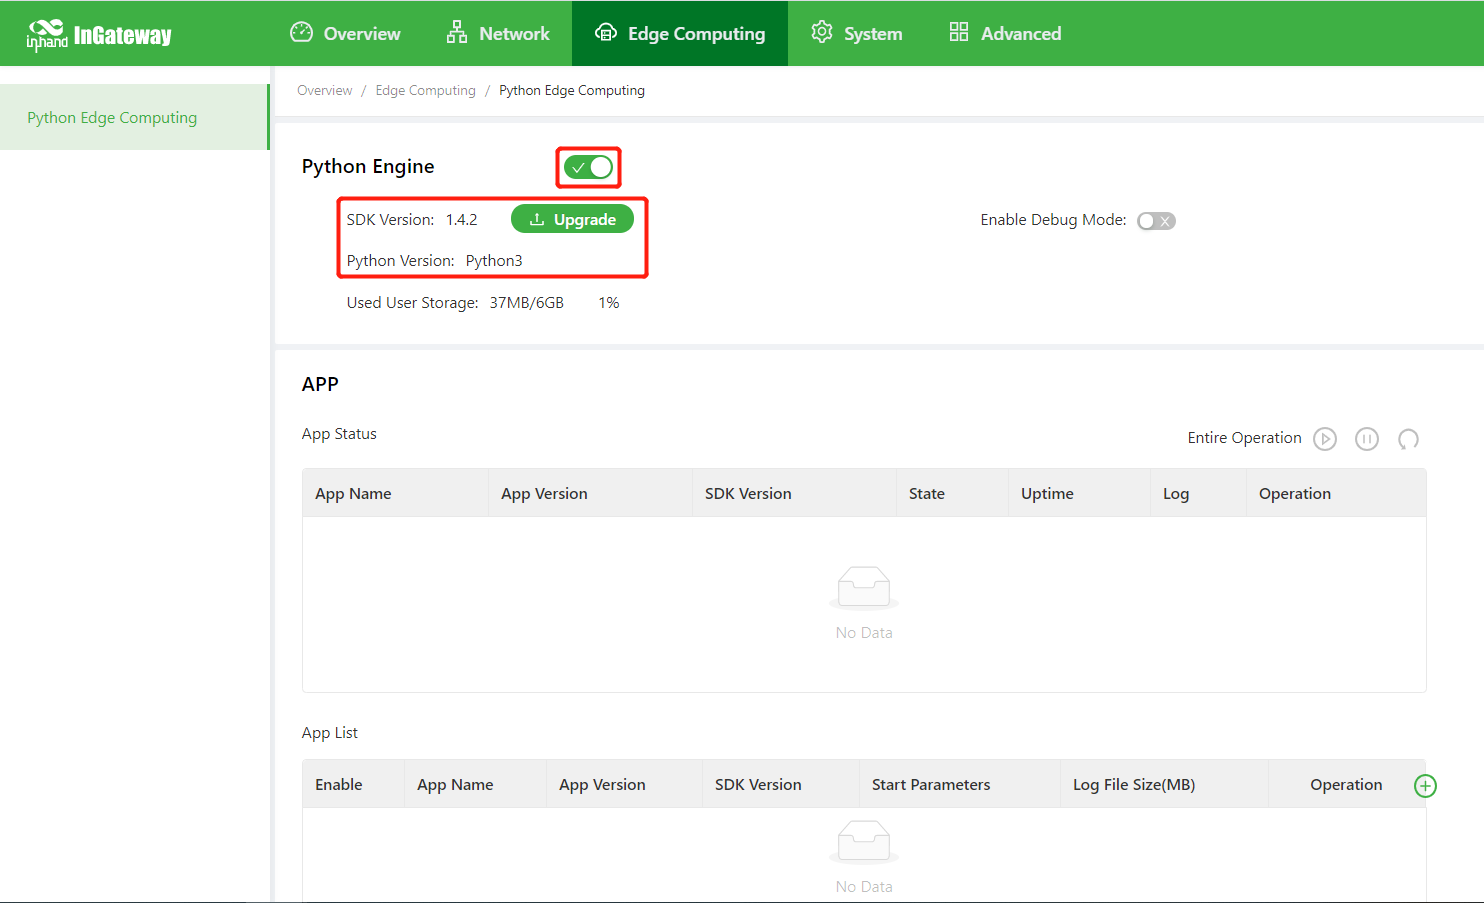 inhand InGateway Overview Network Edge Computing System Advanced
Python Edge Computing
Overview / Edge Computing / Python Edge Computing
Python Engine
SDK Version: 1.4.2 Upgrade
Enable Debug Mode:
Python Version: Python3
Used User Storage: 37MB/6GB 1%
APP
App Status
Entire Operation
App Name App Version SDK Version State Uptime Log Operation
No Data
App List
Enable App Name App Version SDK Version Start Parameters Log File Size(MB) Operation
No Data